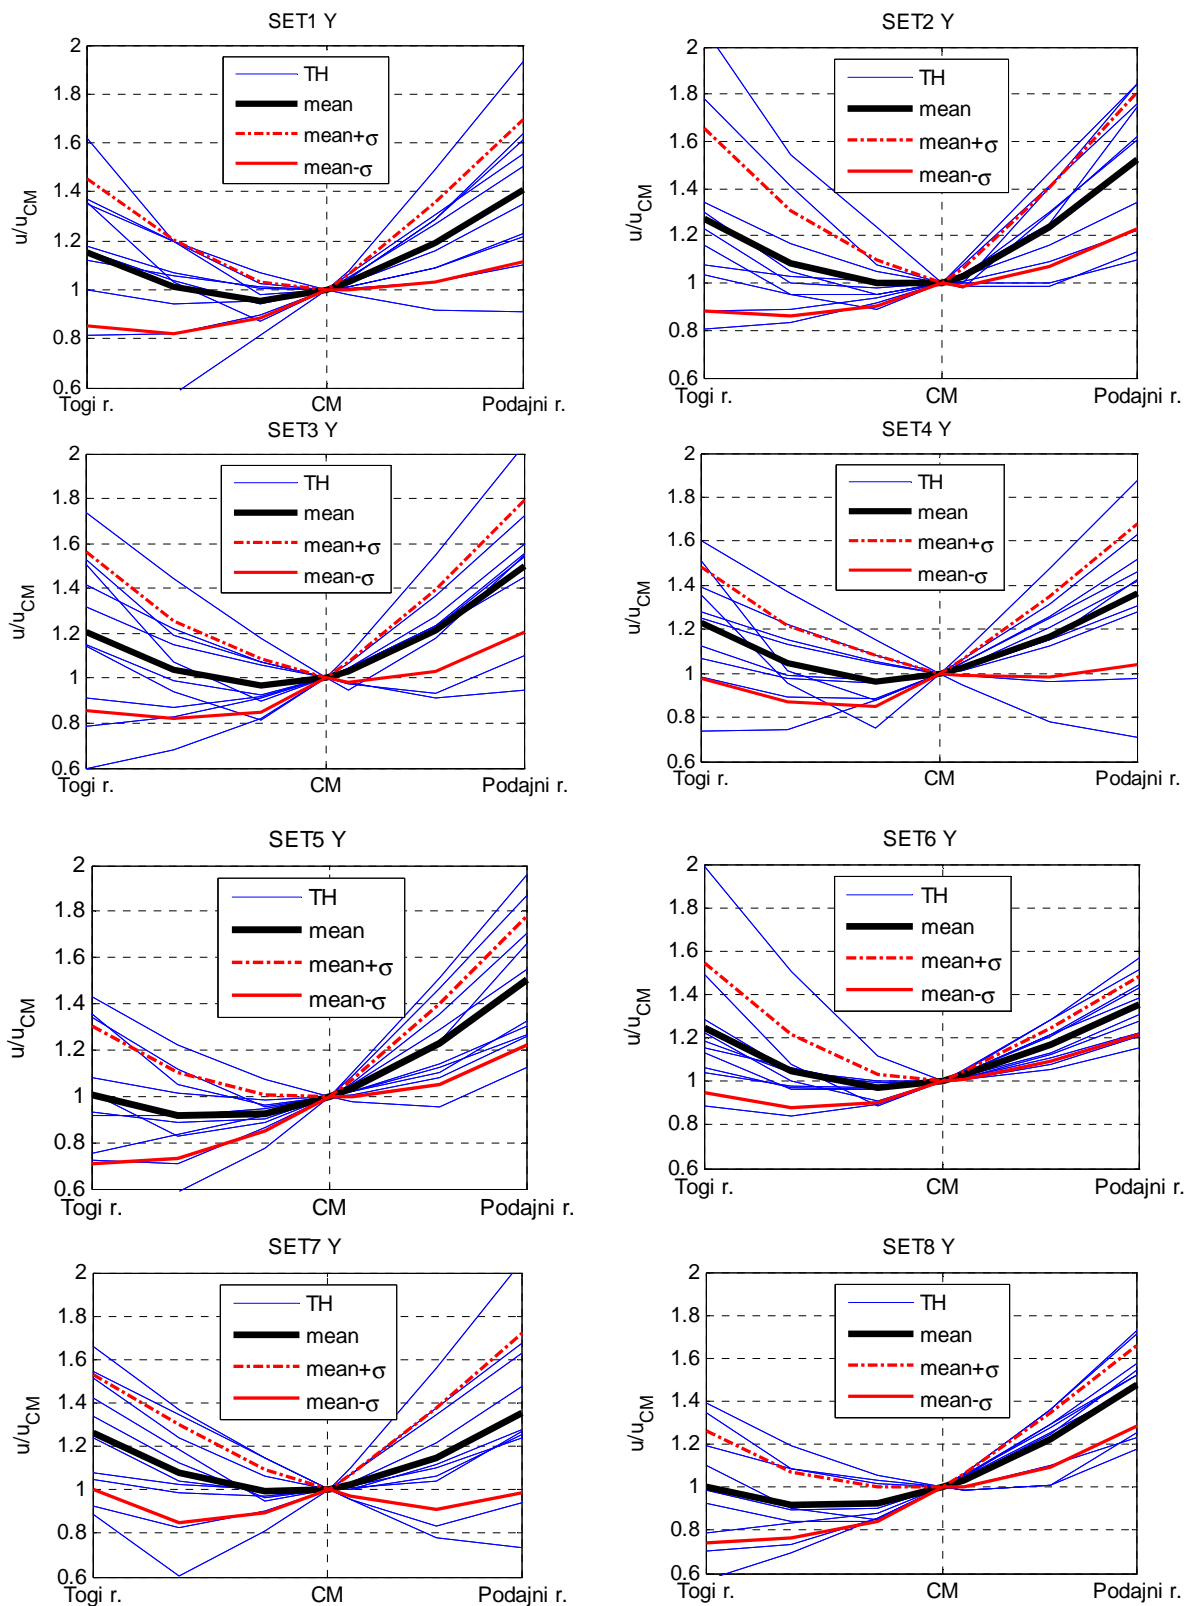 SET1 Y
2
1.8
1.6
1.4
1.2
1
0.8
0.6
u/uCM
TH
mean
mean+σ
mean-σ
Togi r.
CM
Podajni r.
SET2 Y
2
1.8
1.6
1.4
1.2
1
0.8
0.6
u/uCM
TH
mean
mean+σ
mean-σ
Togi r.
CM
Podajni r.
SET3 Y
2
1.8
1.6
1.4
1.2
1
0.8
0.6
u/uCM
TH
mean
mean+σ
mean-σ
Togi r.
CM
Podajni r.
SET4 Y
2
1.8
1.6
1.4
1.2
1
0.8
0.6
u/uCM
TH
mean
mean+σ
mean-σ
Togi r.
CM
Podajni r.
SET5 Y
2
1.8
1.6
1.4
1.2
1
0.8
0.6
u/uCM
TH
mean
mean+σ
mean-σ
Togi r.
CM
Podajni r.
SET6 Y
2
1.8
1.6
1.4
1.2
1
0.8
0.6
u/uCM
TH
mean
mean+σ
mean-σ
Togi r.
CM
Podajni r.
SET7 Y
2
1.8
1.6
1.4
1.2
1
0.8
0.6
u/uCM
TH
mean
mean+σ
mean-σ
Togi r.
CM
Podajni r.
SET8 Y
2
1.8
1.6
1.4
1.2
1
0.8
0.6
u/uCM
TH
mean
mean+σ
mean-σ
Togi r.
CM
Podajni r.